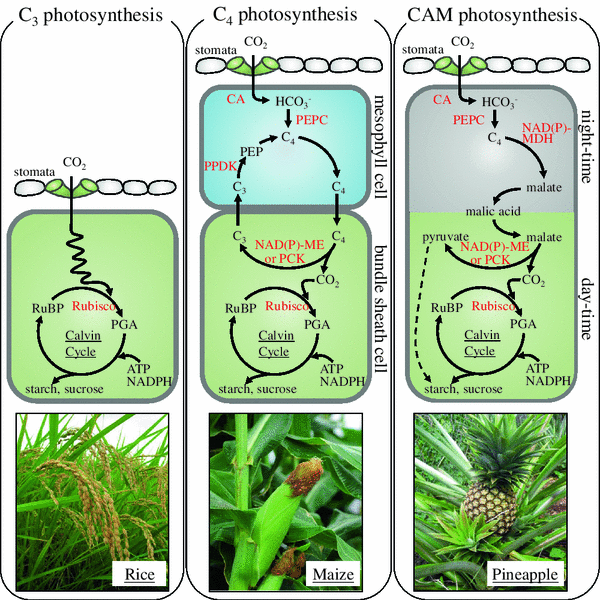 C3 photosynthesis
CO2
stomata
RuBP
Rubisco
PGA
Calvin
Cycle
ATP
NADPH
starch, sucrose
Rice
C4 photosynthesis
CO2
stomata
CA
HCO3-
PEPC
C4
PEP
PPDK
C3
C4
mesophyll cell
C3
C4
NAD(P)-ME
or PCK
CO2
RuBP
Rubisco
PGA
Calvin
Cycle
ATP
NADPH
starch, sucrose
bundle sheath cell
Maize
CAM photosynthesis
CO2
stomata
CA
HCO3-
PEPC
C4
NAD(P)-
MDH
malate
malic acid
night-time
pyruvate
malate
NAD(P)-ME
or PCK
CO2
RuBP
Rubisco
PGA
Calvin
Cycle
ATP
NADPH
starch, sucrose
day-time
Pineapple